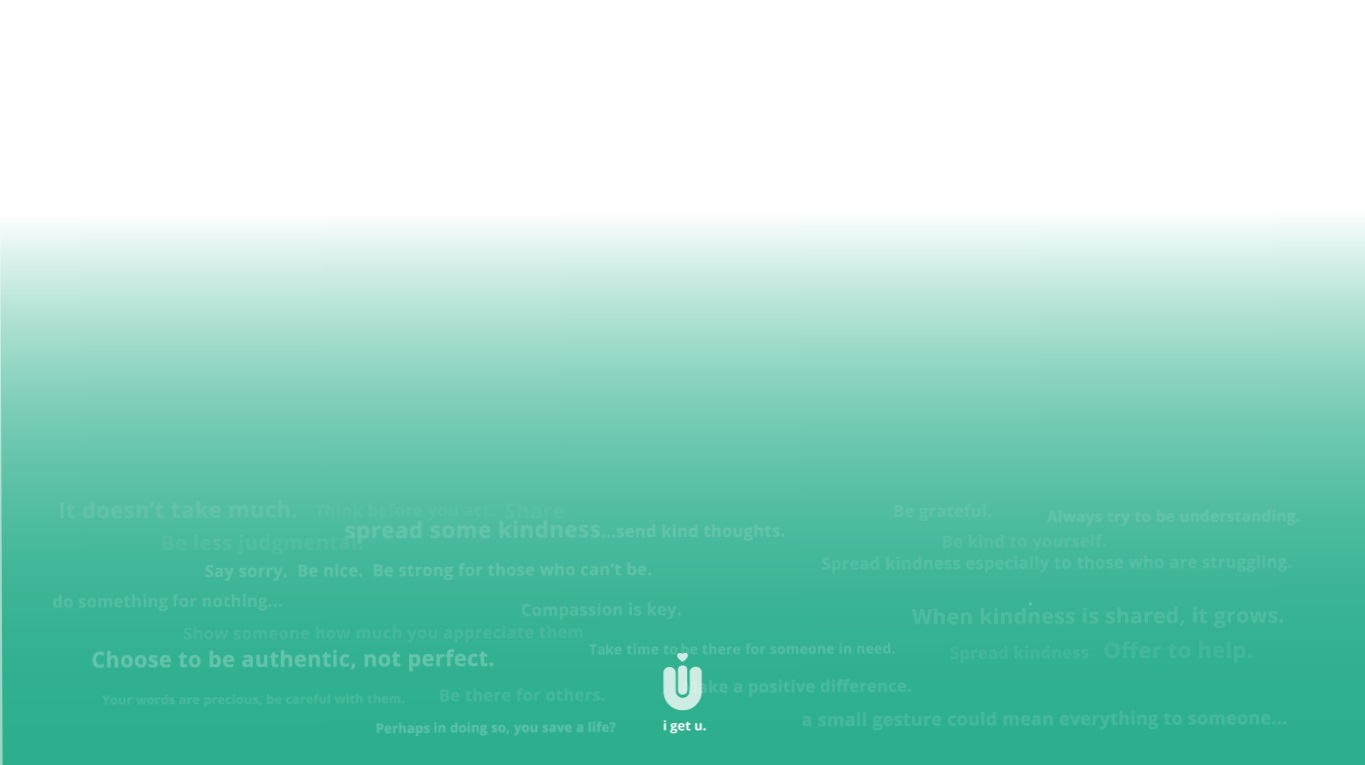 It doesn't take much.
Think before you act.
Share
spread some kindness...send kind thoughts.
Be less judgmental.
Say sorry. Be nice. Be strong for those who can't be.
do something for nothing...
Compassion is key.
Show someone how much you appreciate them
Choose to be authentic, not perfect.
Your words are precious, be careful with them.
Be there for others.
Perhaps in doing so, you save a life?
Be grateful.
Always try to be understanding.
Be kind to yourself.
Spread kindness especially to those who are struggling.
When kindness is shared, it grows.
Take time to be there for someone in need.
Spread kindness
Offer to help.
a positive difference.
a small gesture could mean everything to someone...
i get u.